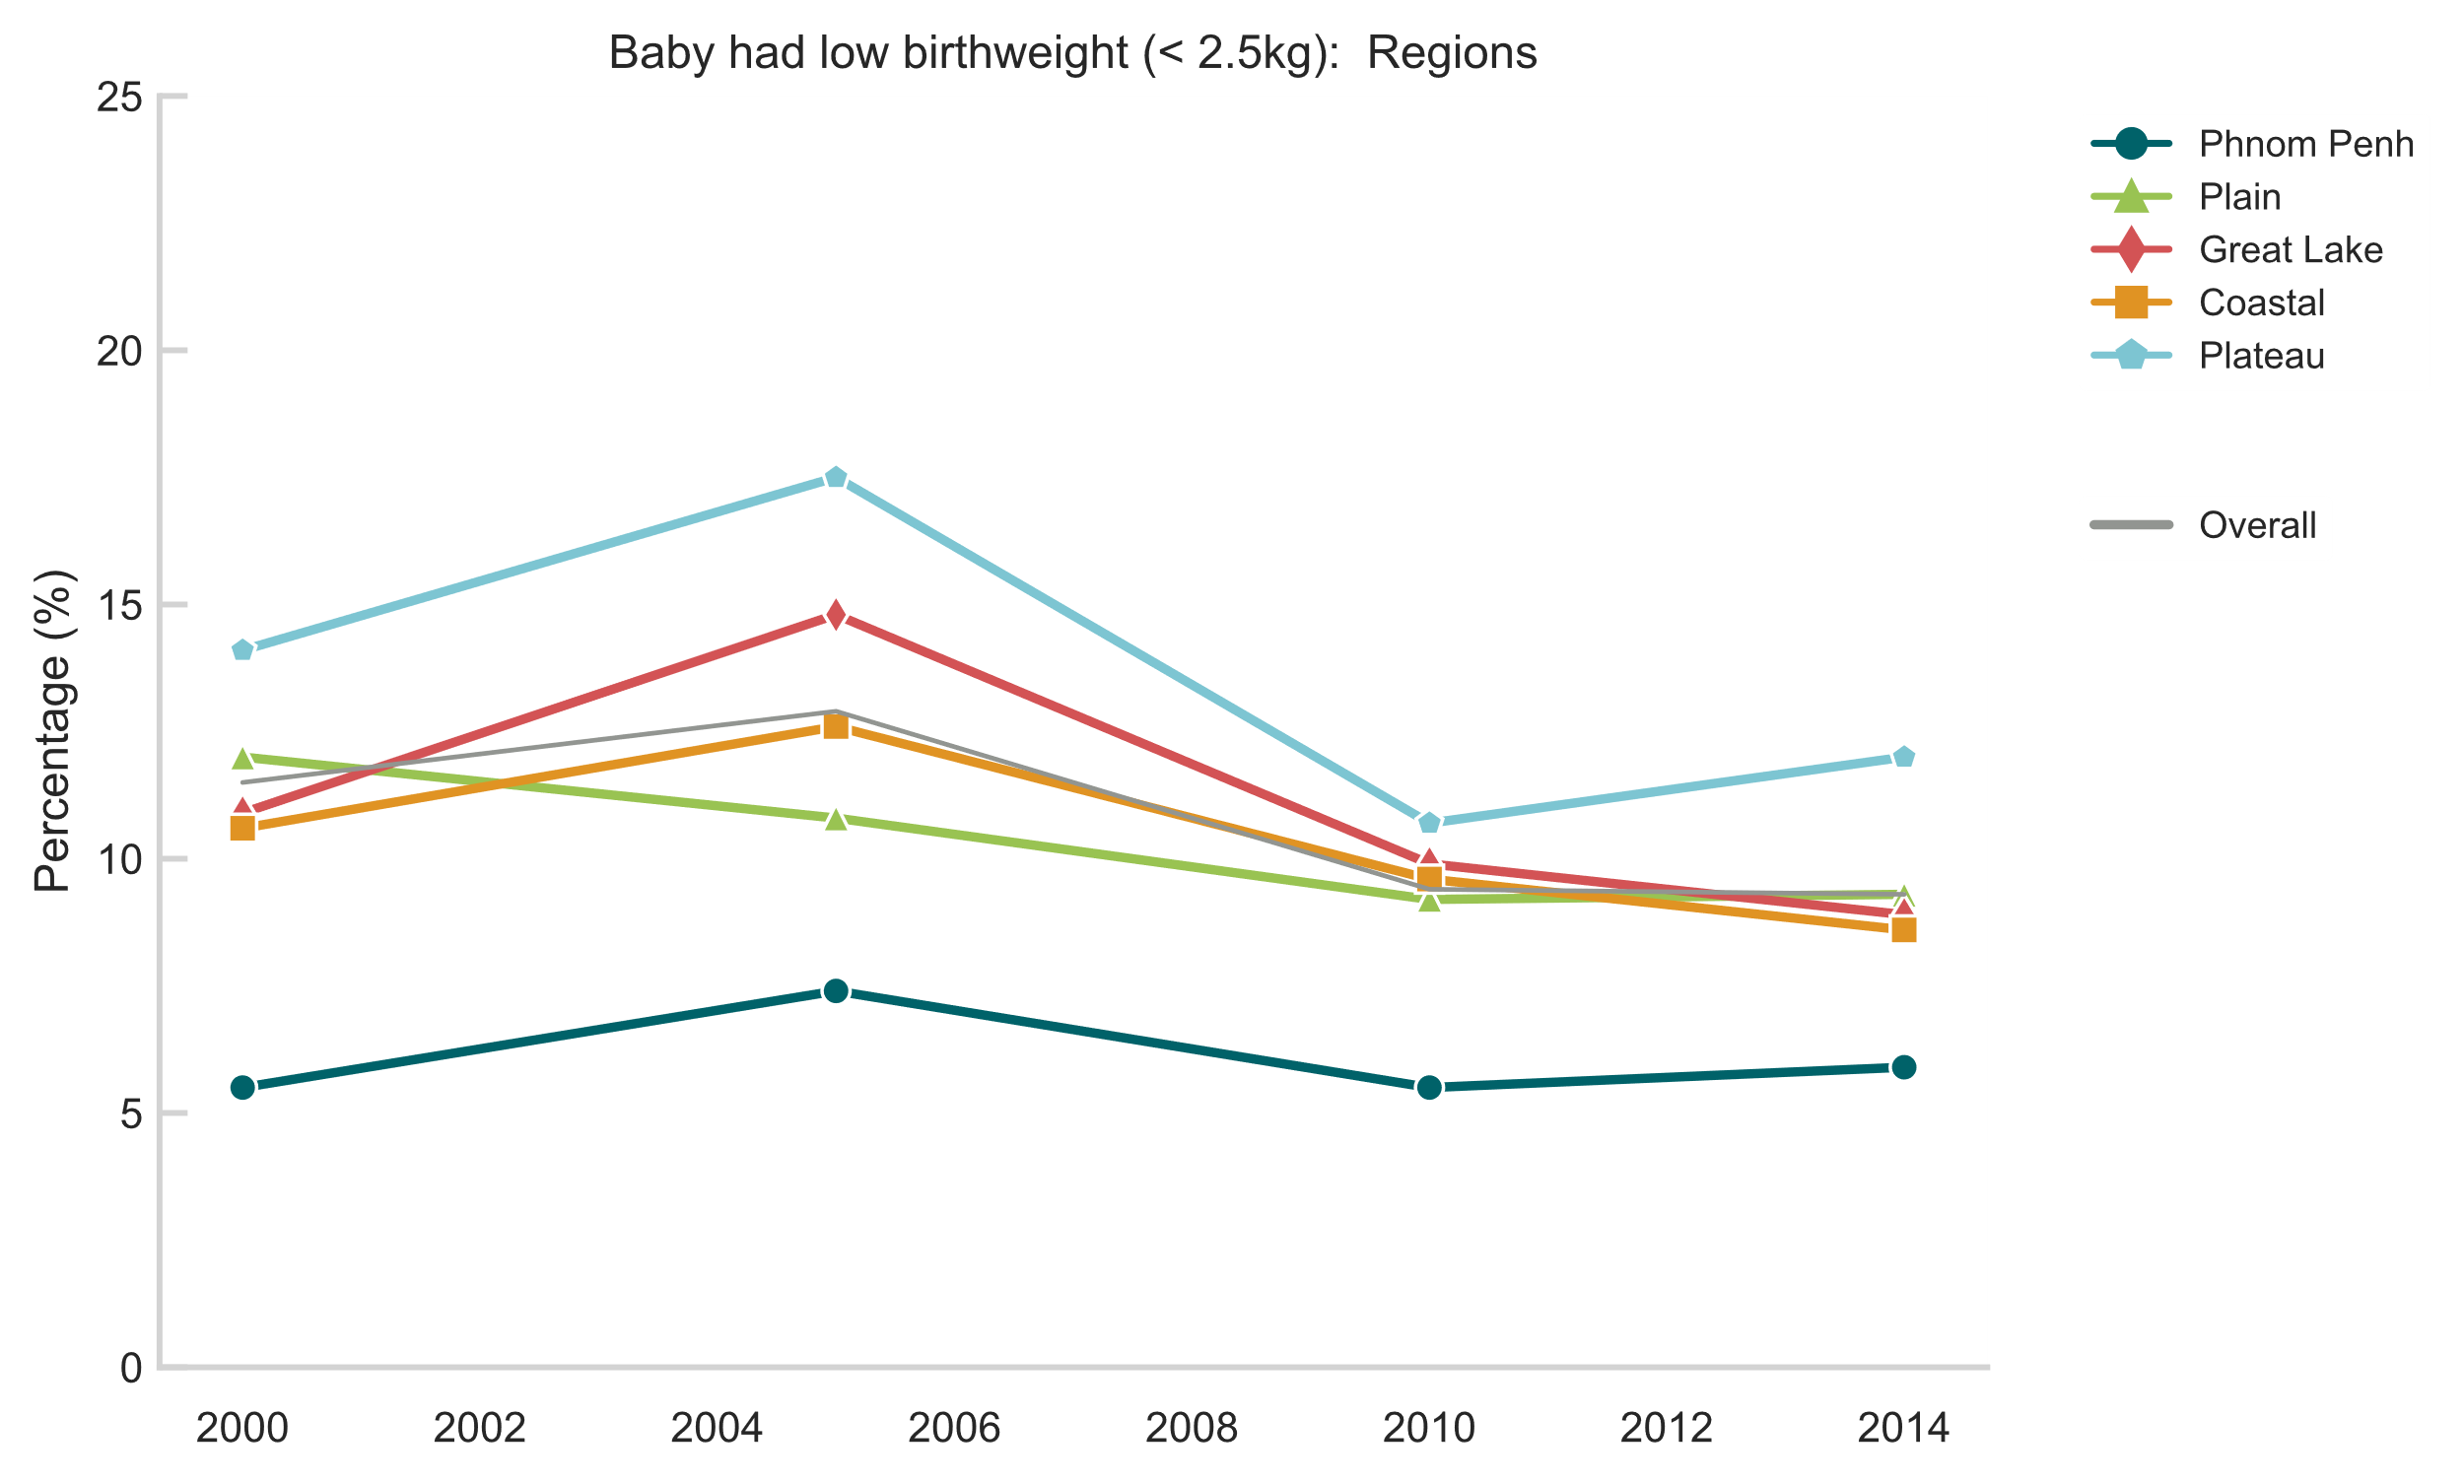 Baby had low birthweight (< 2.5kg):  Regions
Percentage (%)
25
20
15
10
5
0
2000 2002 2004 2006 2008 2010 2012 2014
Phnom Penh
Plain
Great Lake
Coastal
Plateau
Overall